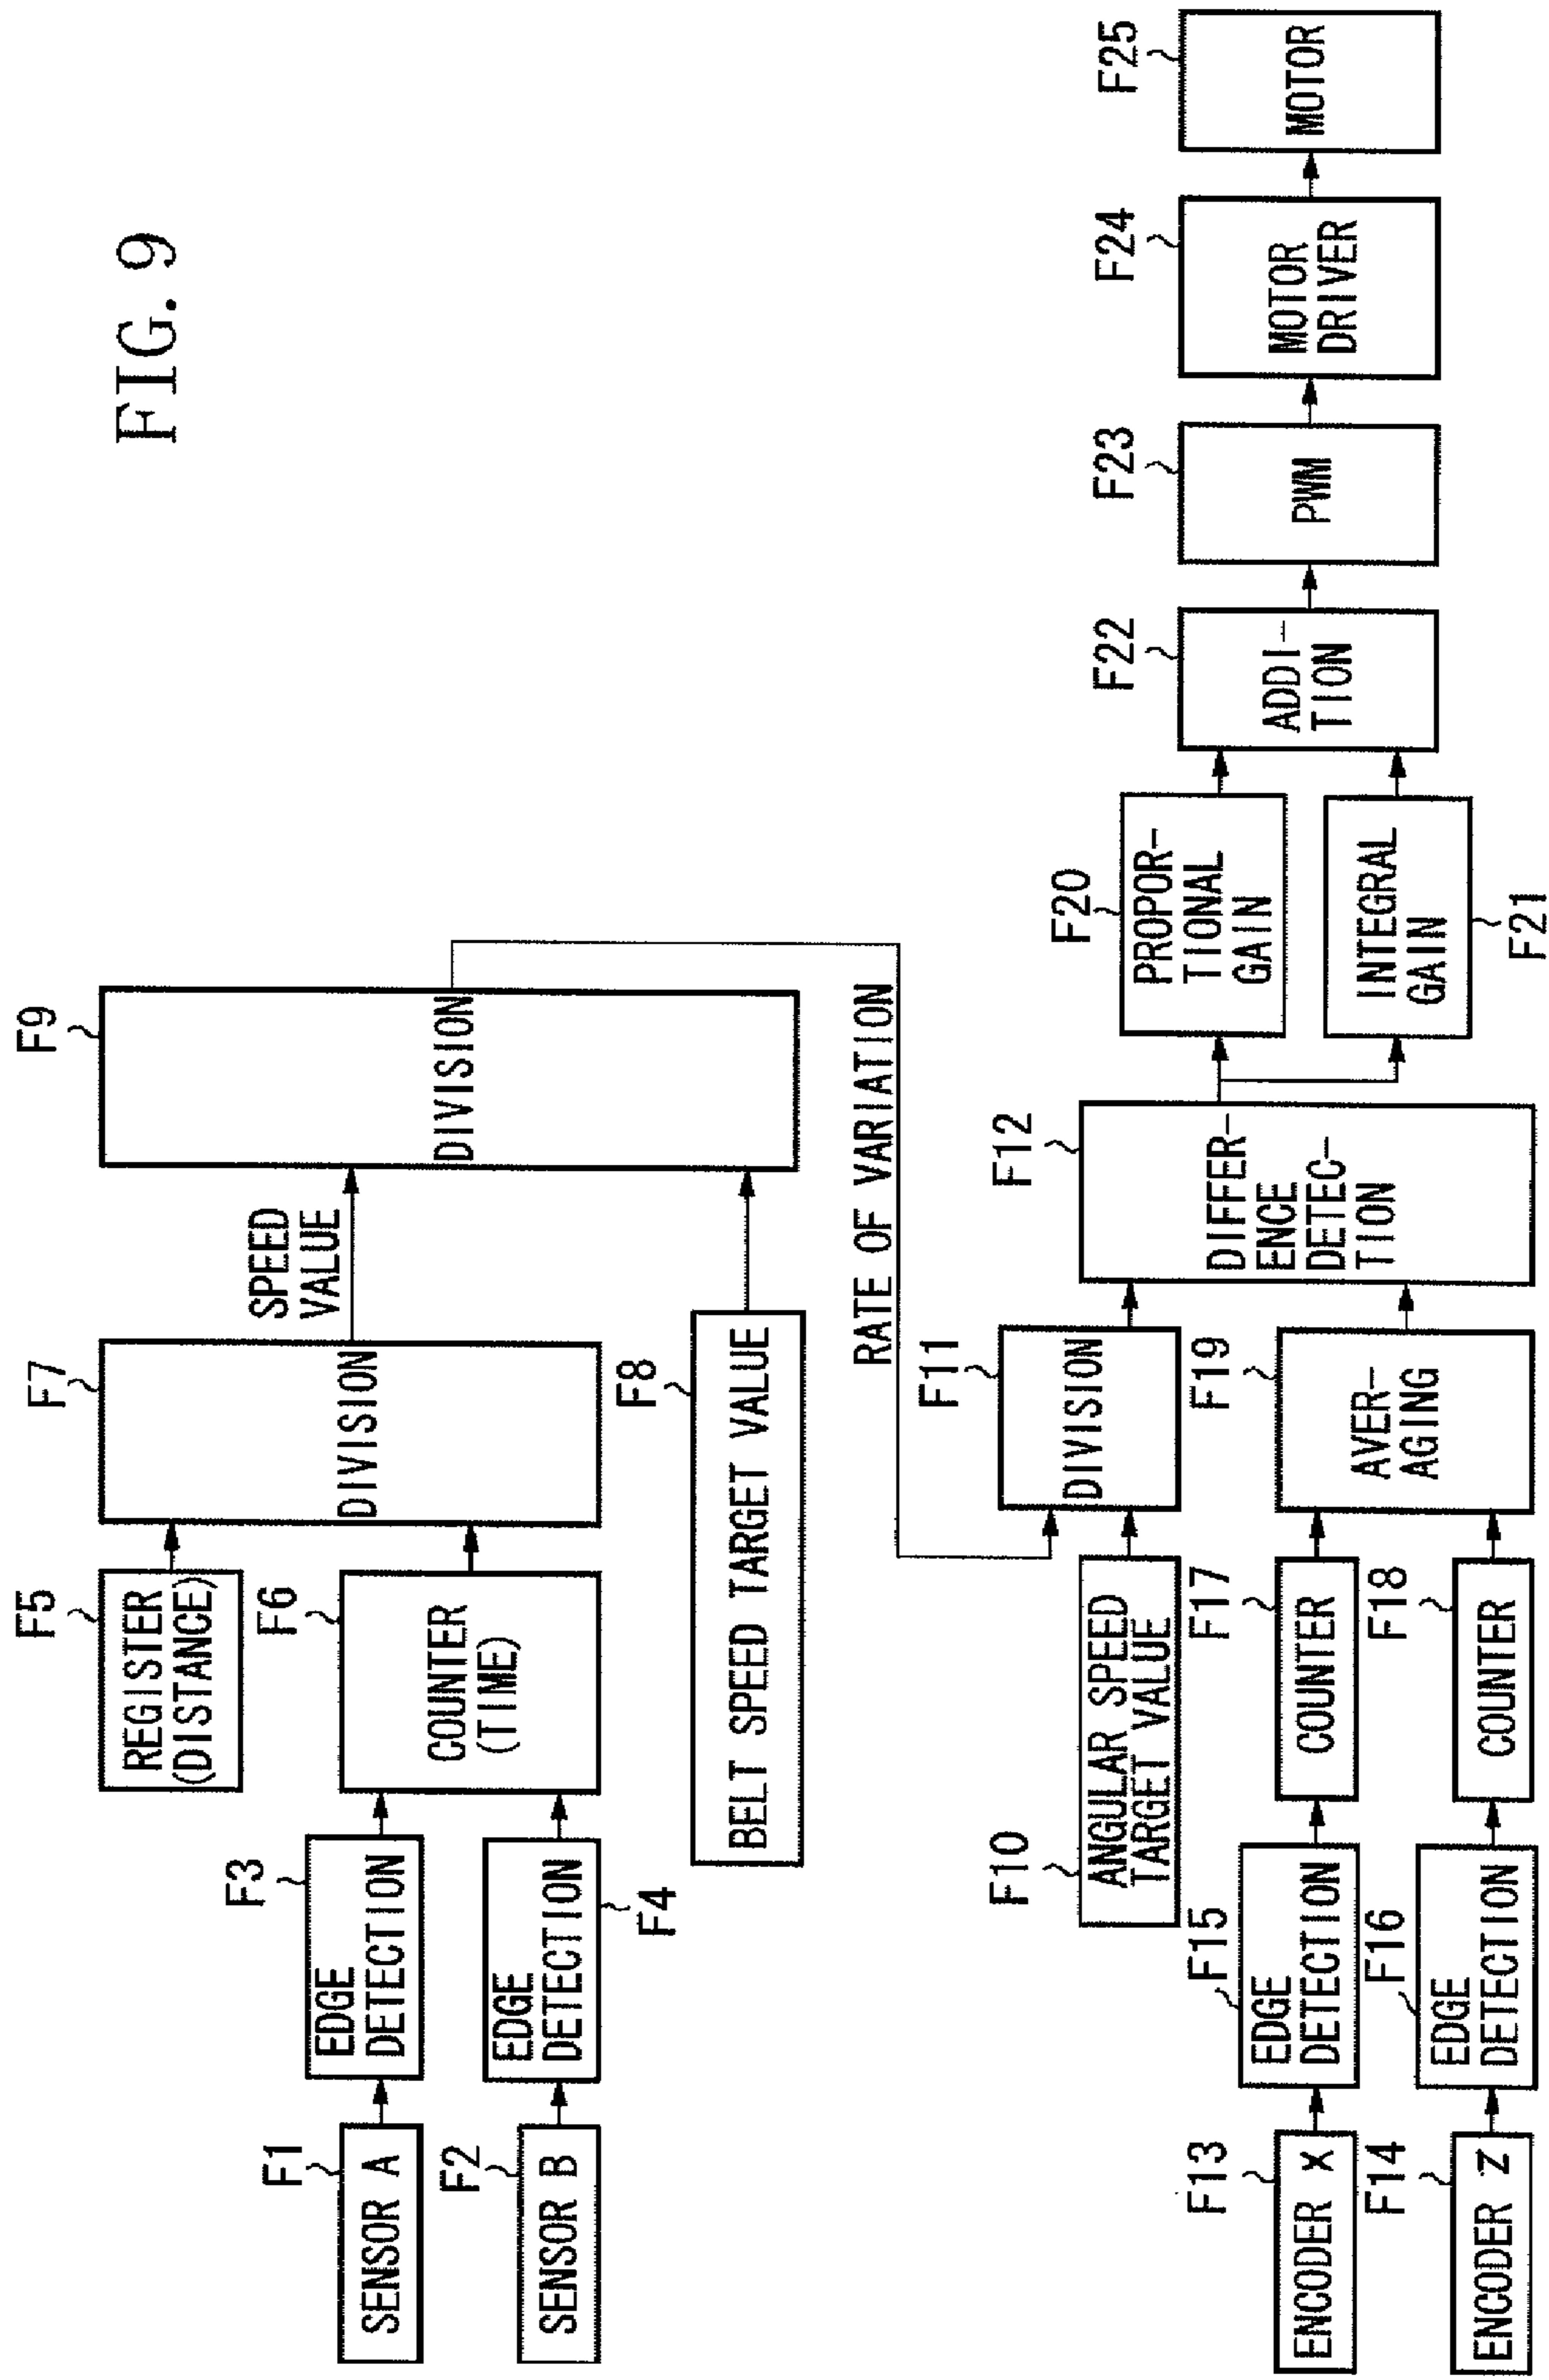 FIG. 9
F1
SENSOR A
F2
SENSOR B
F3
EDGE
DETECTION
F4
EDGE
DETECTION
F5
REGISTER
(DISTANCE)
F6
COUNTER
(TIME)
F7
DIVISION
SPEED
VALUE
F8
BELT SPEED TARGET VALUE
F9
DIVISION
RATE OF VARIATION
F10
ANGULAR SPEED
TARGET VALUE
F11
DIVISION
F12
DIFFER-
ENCE
DETEC-
TION
F13
ENCODER X
F14
ENCODER Z
F15
EDGE
DETECTION
F16
EDGE
DETECTION
F17
COUNTER
F18
COUNTER
F19
AVER-
AGING
F20
PROPOR-
TIONAL
GAIN
F21
INTEGRAL
GAIN
F22
ADDI-
TION
F23
PWM
F24
MOTOR
DRIVER
F25
MOTOR